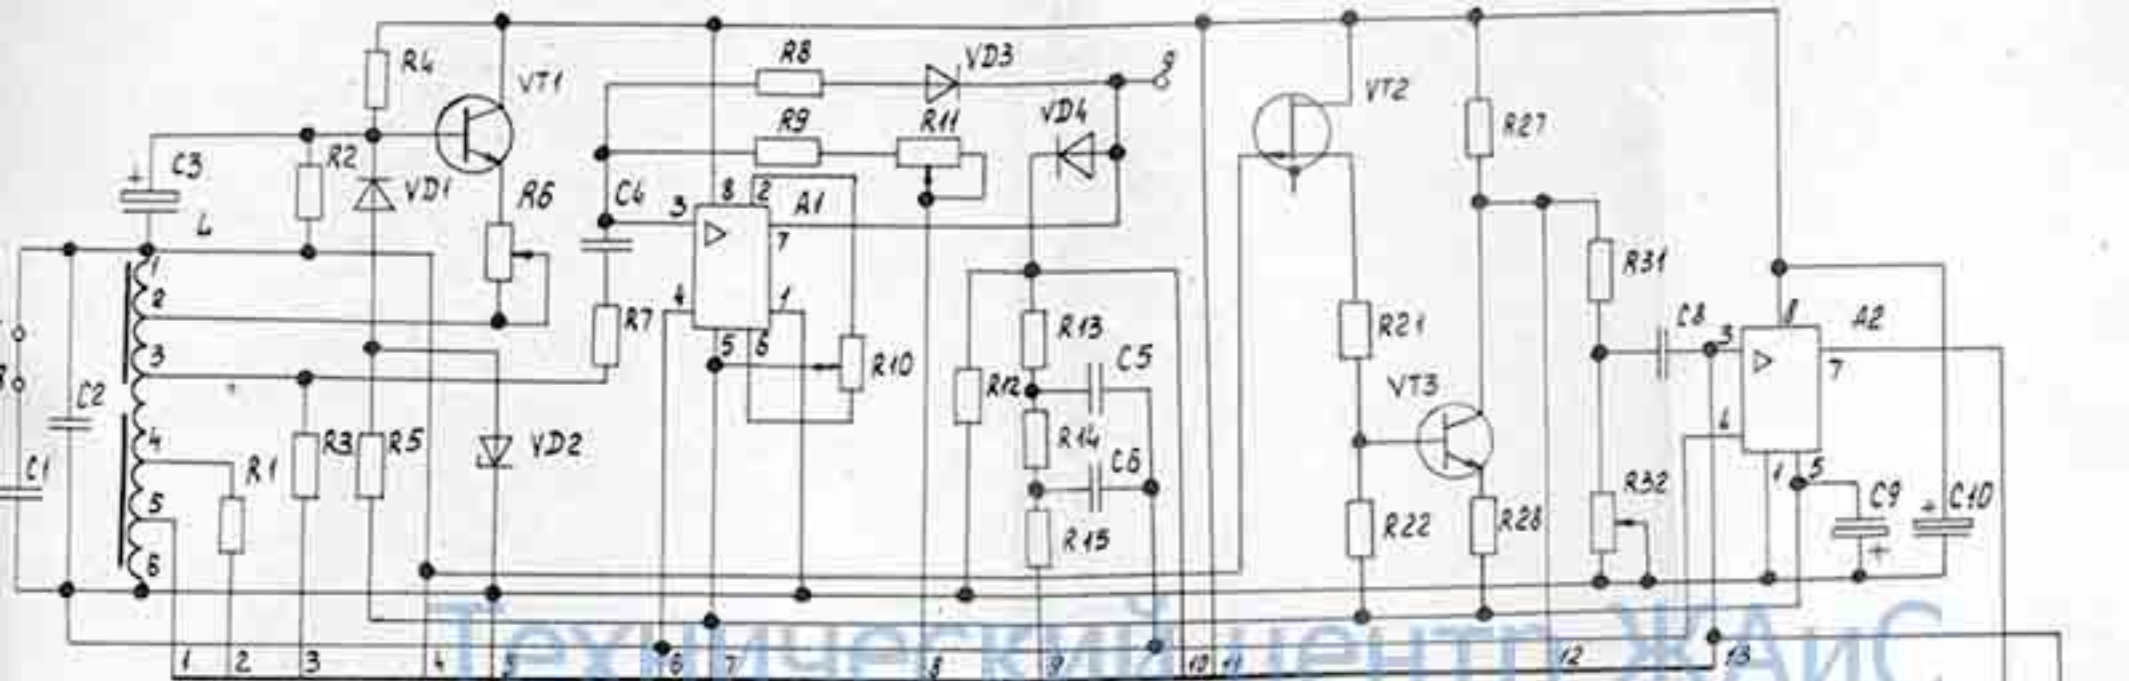 R4
VT1
R8
VD3
9
VT2
C3
R2
VD1
R6
C4
R9
R11
VD4
R27
+
L
3
8
2
A1
7
1
2
3
4
5
6
4
1
5
6
R7
R10
R12
R13
C5
R14
C6
R15
R21
VT3
R22
R28
R31
C8
3
8
A2
7
4
1
5
R32
C9
+
C10
+
C2
C1
R1
R3
R5
VD2
1 2 3 4 5 6 7 8 9 10 11 12 13
Технический центр ЖАиС